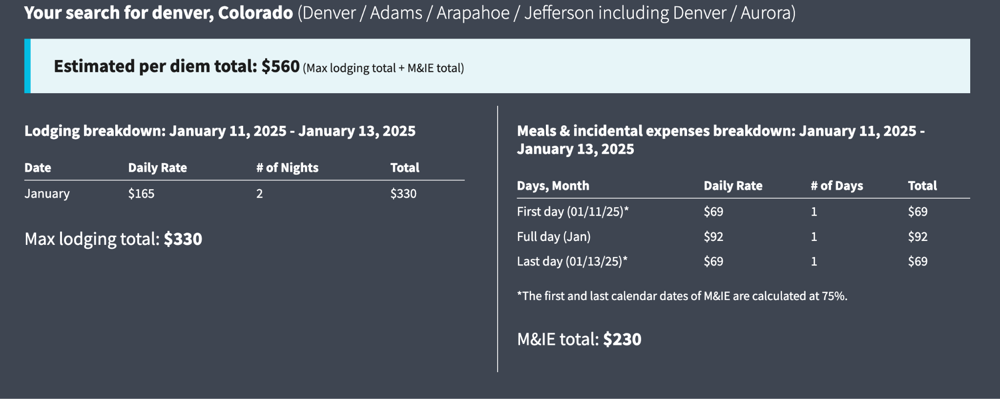 Your search for denver, Colorado (Denver / Adams / Arapahoe / Jefferson including Denver / Aurora)
Estimated per diem total: $560 (Max lodging total + M&IE total)
Lodging breakdown: January 11, 2025 - January 13, 2025
Date Daily Rate # of Nights Total
January $165 2 $330
Max lodging total: $330
Meals & incidental expenses breakdown: January 11, 2025 -
January 13, 2025
Days, Month Daily Rate # of Days Total
First day (01/11/25)* $69 1 $69
Full day (Jan) $92 1 $92
Last day (01/13/25)* $69 1 $69
*The first and last calendar dates of M&IE are calculated at 75%.
M&IE total: $230